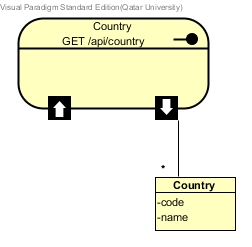 Visual Paradigm Standard Edition(Qatar University)
Country
GET /api/country
*
Country
-code
-name